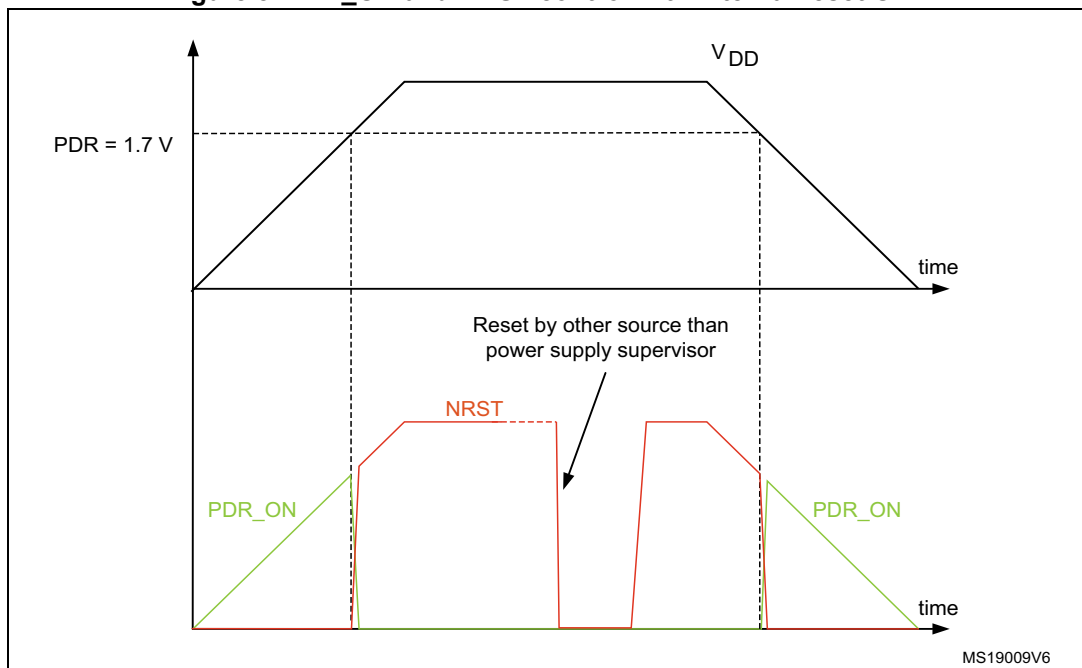 V DD
PDR = 1.7 V
time
Reset by other source than
power supply supervisor
NRST
PDR_ON
PDR_ON
time
MS19009V6